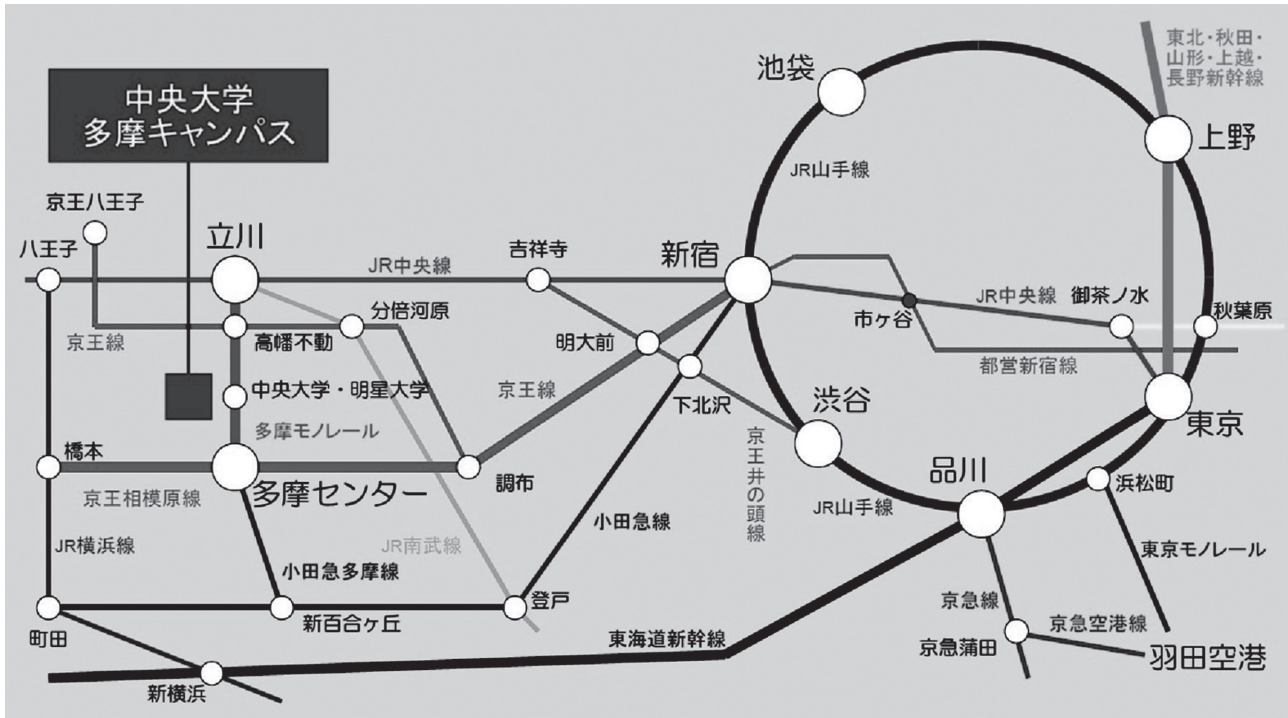 中央大学
多摩キャンパス
東北・秋田・
山形・上越・
長野新幹線
池袋
上野
JR山手線
京王八王子
八王子
立川
JR中央線
吉祥寺
新宿
JR中央線
御茶ノ水
秋葉原
市ヶ谷
京王線
高幡不動
分倍河原
明大前
都営新宿線
中央大学・明星大学
京王線
下北沢
渋谷
東京
多摩モノレール
橋本
京王相模原線
多摩センター
調布
京王井の頭線
品川
浜松町
JR山手線
小田急線
JR横浜線
JR南武線
東京モノレール
小田急多摩線
京急線
町田
新百合ヶ丘
登戸
東海道新幹線
京急蒲田
京急空港線
羽田空港
新横浜